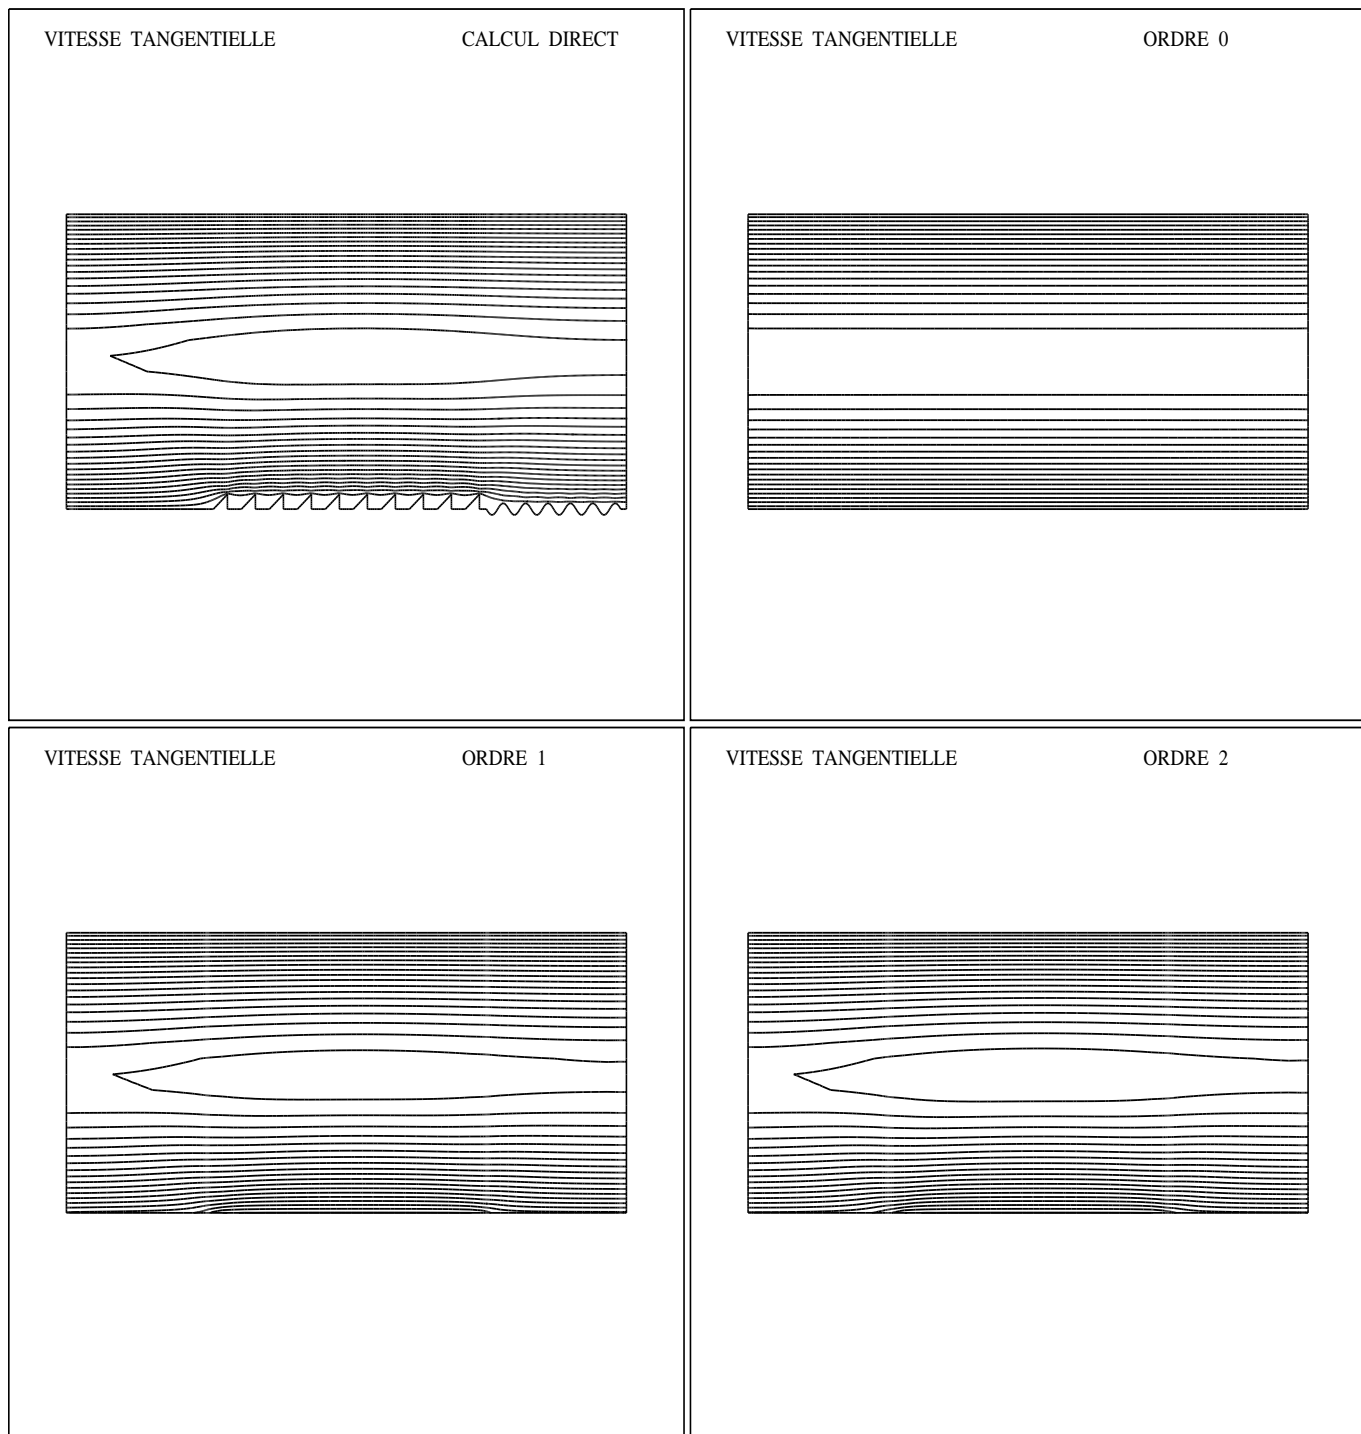 VITESSE TANGENTIELLE CALCUL DIRECT
VITESSE TANGENTIELLE ORDRE 0
VITESSE TANGENTIELLE ORDRE 1
VITESSE TANGENTIELLE ORDRE 2